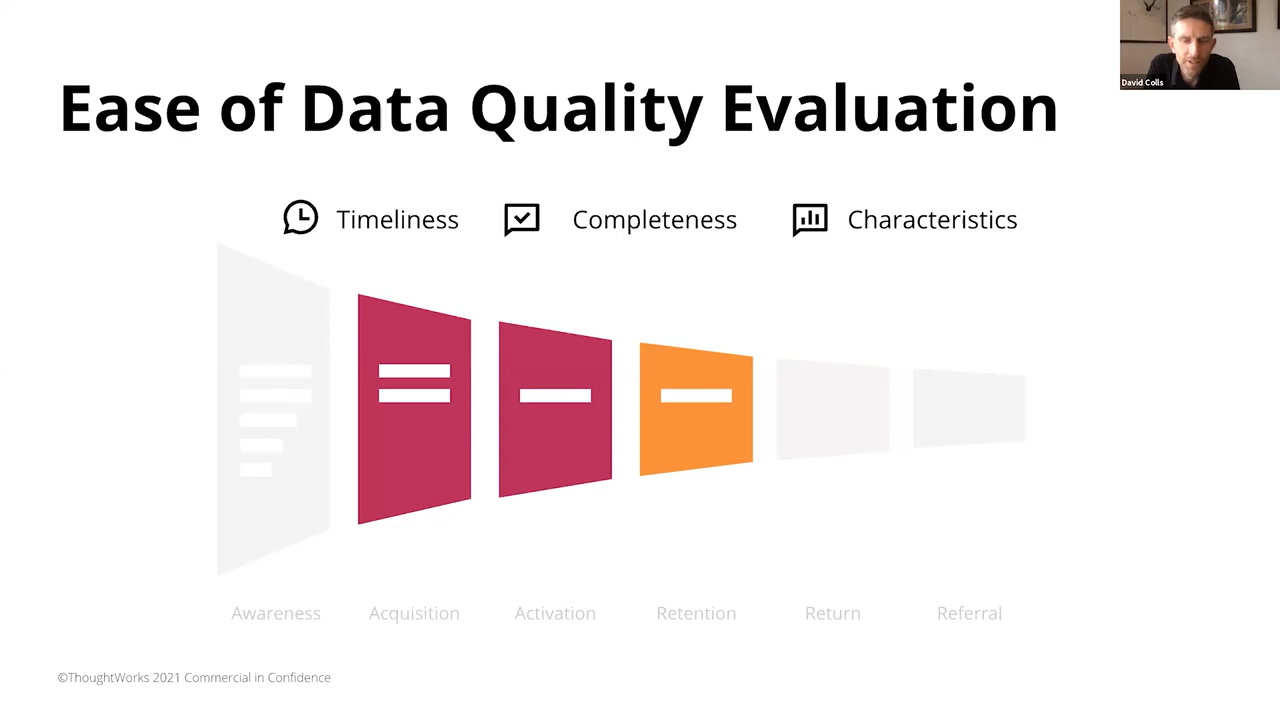 David Colls
Ease of Data Quality Evaluation
Timeliness Completeness Characteristics
Awareness Acquisition Activation Retention Return Referral
©ThoughtWorks 2021 Commercial in Confidence